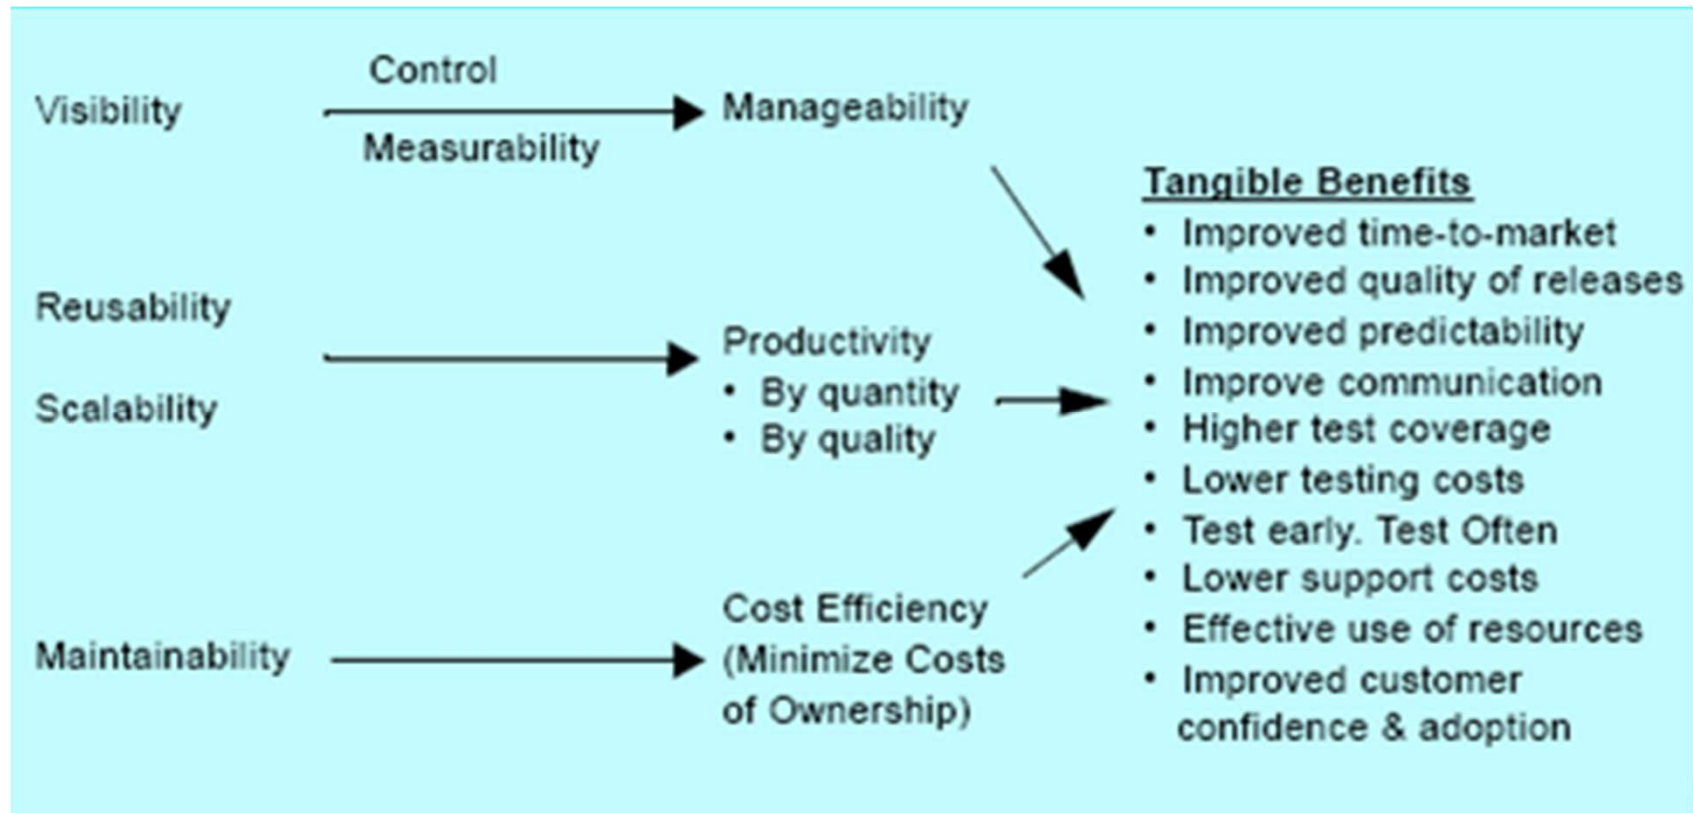 Control
Visibility
Manageability
Measurability
Reusability
Scalability
Productivity
• By quantity
• By quality
Maintainability
Cost Efficiency
(Minimize Costs
of Ownership)
Tangible Benefits
• Improved time-to-market
• Improved quality of releases
• Improved predictability
• Improve communication
• Higher test coverage
• Lower testing costs
• Test early. Test Often
• Lower support costs
• Effective use of resources
• Improved customer
confidence & adoption